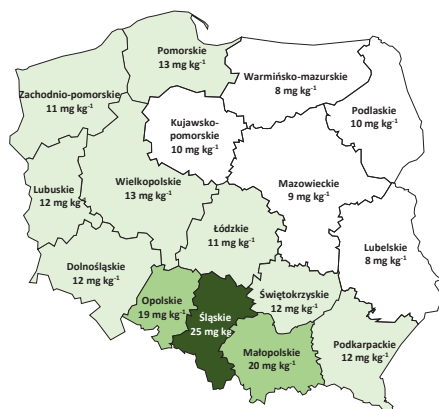 Pomorskie
13 mg kg⁻¹
Warmińsko-mazurskie
8 mg kg⁻¹
Zachodnio-pomorskie
11 mg kg⁻¹
Podlaskie
10 mg kg⁻¹
Kujawsko-
pomorskie
10 mg kg⁻¹
Wielkopolskie
13 mg kg⁻¹
Mazowieckie
9 mg kg⁻¹
Lubuskie
12 mg kg⁻¹
Łódzkie
11 mg kg⁻¹
Lubelskie
8 mg kg⁻¹
Dolnośląskie
12 mg kg⁻¹
Opolskie
19 mg kg⁻¹
Śląskie
25 mg kg
Świętokrzyskie
12 mg kg⁻¹
Małopolskie
20 mg kg⁻¹
Podkarpackie
12 mg kg⁻¹